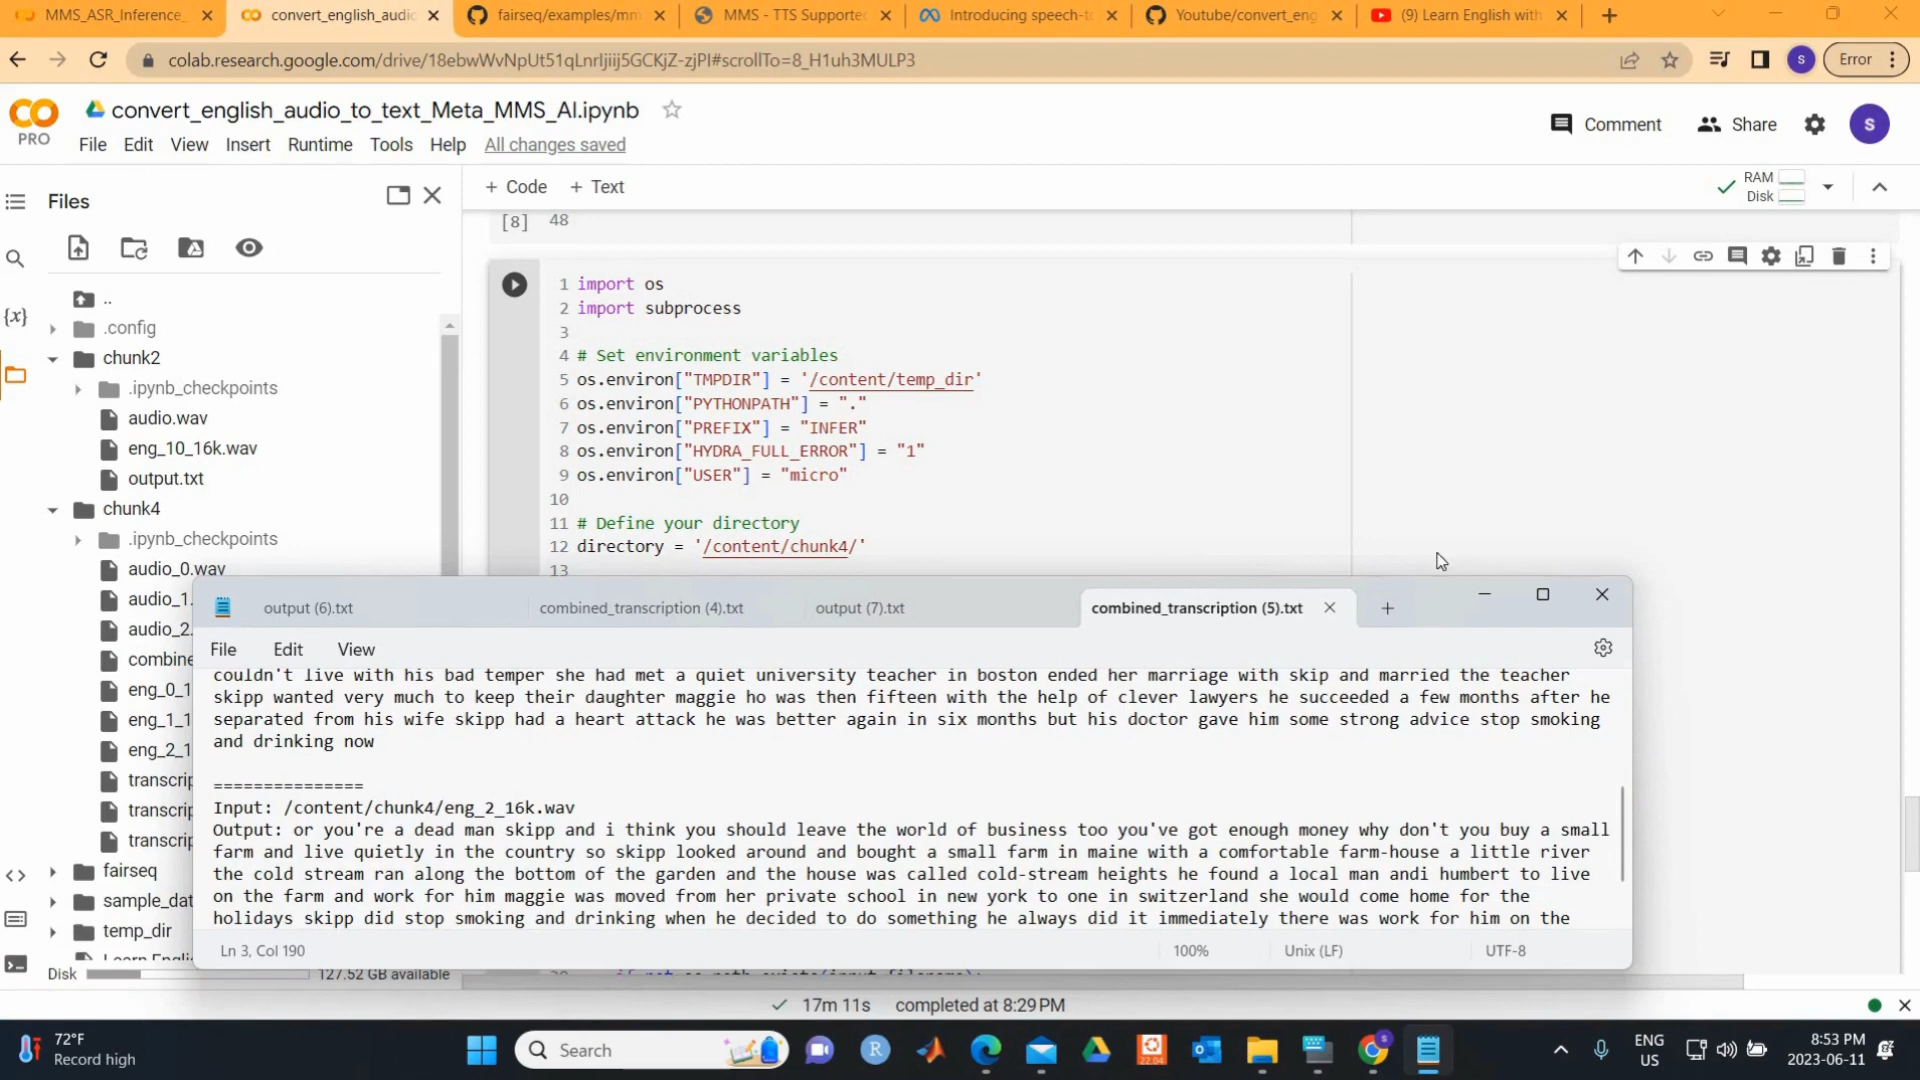 MMS_ASR_Inference_
convert_english_audio
fairseq/examples/mm
MMS - TTS Supporte
Introducing speech-t
Youtube/convert_eng
(9) Learn English with
colab.research.google.com/drive/18ebwWvNpUt51qLnrIjiij5GCKjZ-zjPI#scrollTo=8_H1uh3MULP3
S
Error
PRO
convert_english_audio_to_text_Meta_MMS_AI.ipynb
Comment
Share
S
File Edit View Insert Runtime Tools Help All changes saved
Files
+ Code + Text
RAM
Disk
..
.config
chunk2
.ipynb_checkpoints
audio.wav
eng_10_16k.wav
output.txt
chunk4
.ipynb_checkpoints
audio_0.wav
audio_1.
audio_2.
combine
eng_0_1
eng_1_1
eng_2_1
transcrip
transcrip
transcrip
fairseq
sample_dat
temp_dir
Disk 127.52 GB available
[8] 48
1 import os
2 import subprocess
3
4 # Set environment variables
5 os.environ["TMPDIR"] = '/content/temp_dir'
6 os.environ["PYTHONPATH"] = "."
7 os.environ["PREFIX"] = "INFER"
8 os.environ["HYDRA_FULL_ERROR"] = "1"
9 os.environ["USER"] = "micro"
10
11 # Define your directory
12 directory = '/content/chunk4/'
13
output (6).txt
combined_transcription (4).txt
output (7).txt
combined_transcription (5).txt
File Edit View
couldn't live with his bad temper she had met a quiet university teacher in boston ended her marriage with skip and married the teacher
skipp wanted very much to keep their daughter maggie ho was then fifteen with the help of clever lawyers he succeeded a few months after he
separated from his wife skipp had a heart attack he was better again in six months but his doctor gave him some strong advice stop smoking
and drinking now
===============
Input: /content/chunk4/eng_2_16k.wav
Output: or you're a dead man skipp and i think you should leave the world of business too you've got enough money why don't you buy a small
farm and live quietly in the country so skipp looked around and bought a small farm in maine with a comfortable farm-house a little river
the cold stream ran along the bottom of the garden and the house was called cold-stream heights he found a local man andi humbert to live
on the farm and work for him maggie was moved from her private school in new york to one in switzerland she would come home for the
holidays skipp did stop smoking and drinking when he decided to do something he always did it immediately there was work for him on the
Ln 3, Col 190
100%
Unix (LF)
UTF-8
17m 11s completed at 8:29 PM
72°F
Record high
Search
22.04
ENG
US
8:53 PM
2023-06-11